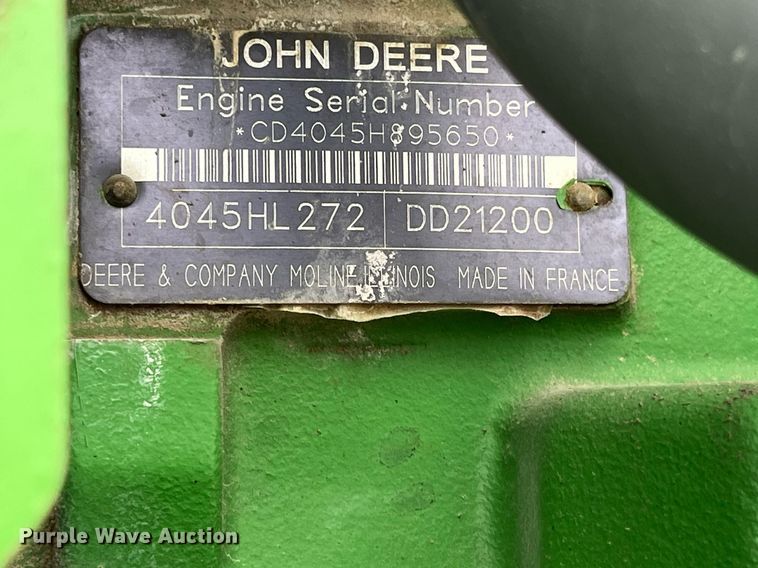 JOHN DEERE
Engine Serial Number
*CD4045H895650*
4045HL272 DD21200
DEERE & COMPANY MOLINE ILLINOIS MADE IN FRANCE
Purple Wave Auction